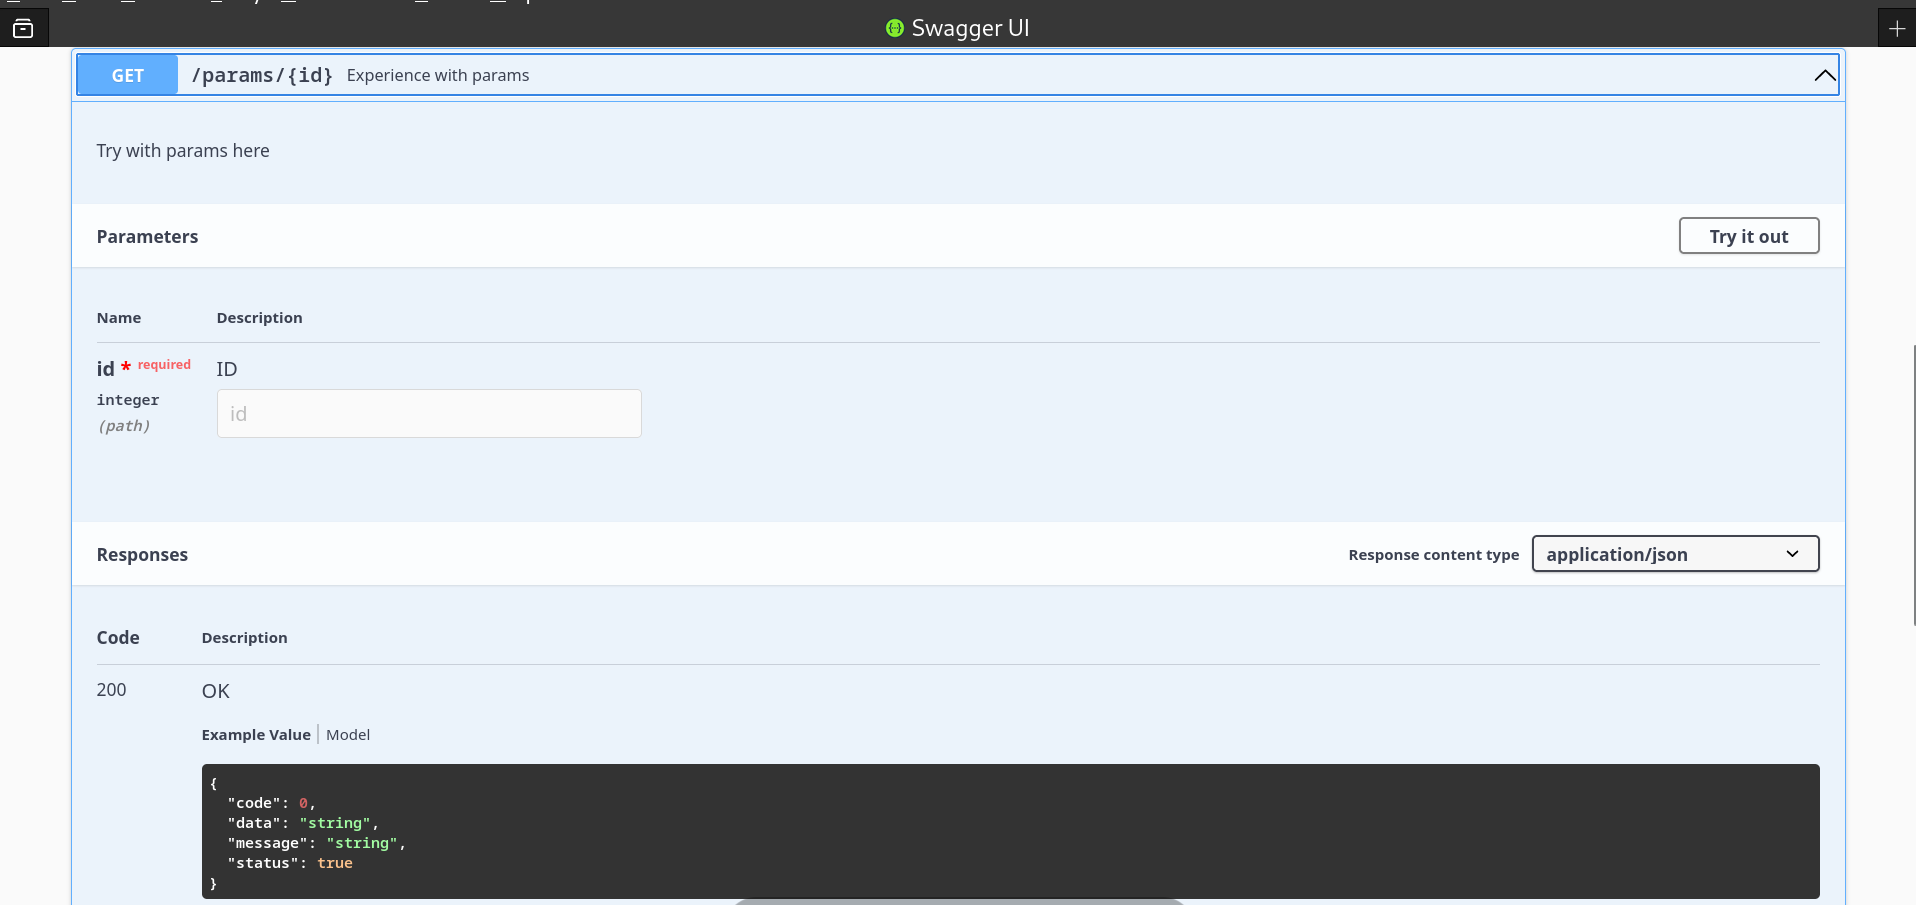 Swagger UI
GET /params/{id} Experience with params
Try with params here
Parameters Try it out
Name Description
id * required ID
integer id
(path)
Responses Response content type application/json
Code Description
200 OK
Example Value Model
{
"code": 0,
"data": "string",
"message": "string",
"status": true
}